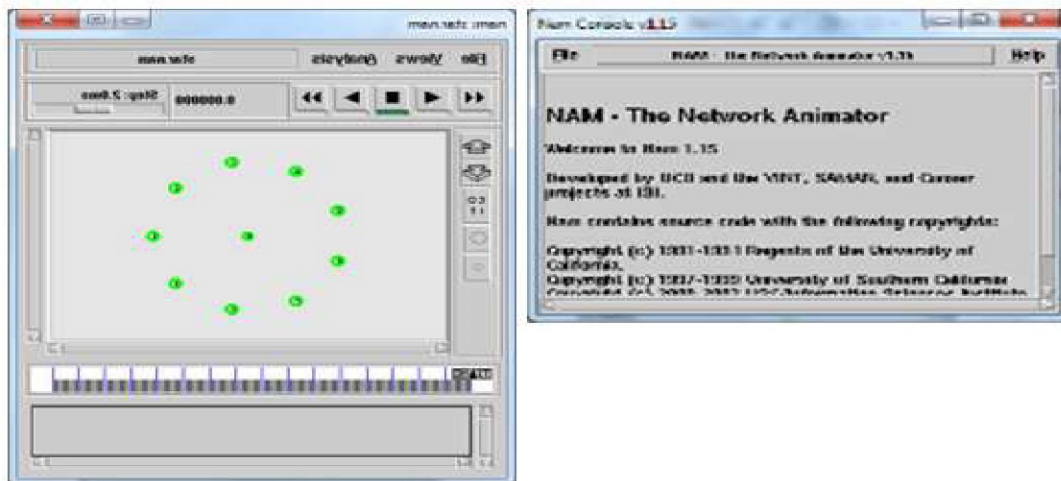 nam: star.nam
File Views Analysis star.nam
0.000000 Step: 2.0ms
Nam Console v1.15
File NAM - The Network Animator v1.15 Help
NAM - The Network Animator
Welcome to Nam 1.15
Developed by UCB and the VINT, SAMAN, and Conser
projects at ISI.
Nam contains source code with the following copyrights:
Copyright (c) 1991-1994 Regents of the University of
California.
Copyright (c) 1997-1999 University of Southern California